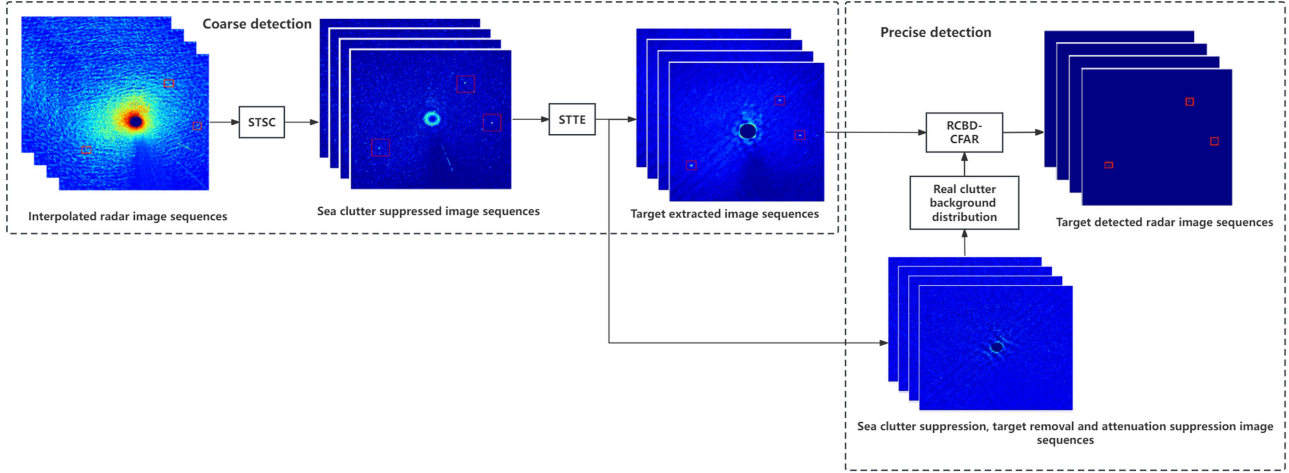 Coarse detection
STSC
STTE
Interpolated radar image sequences
Sea clutter suppressed image sequences
Target extracted image sequences
Precise detection
RCBD-
CFAR
Real clutter
background
distribution
Target detected radar image sequences
Sea clutter suppression, target removal and attenuation suppression image
sequences